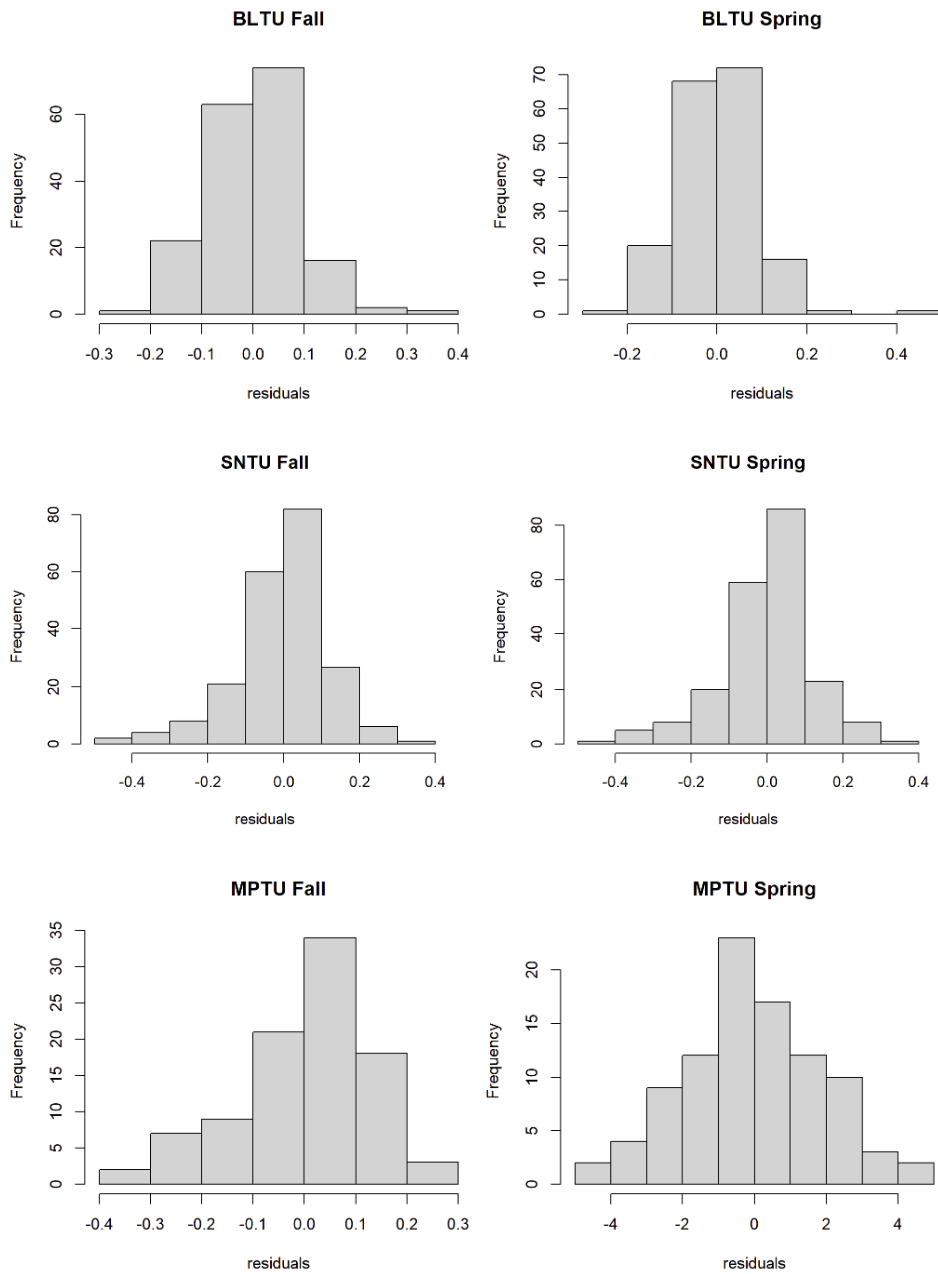 BLTU Fall
Frequency
0
20
40
60
-0.3 -0.2 -0.1 0.0 0.1 0.2 0.3 0.4
residuals
BLTU Spring
Frequency
0
10
20
30
40
50
60
70
-0.2 0.0 0.2 0.4
residuals
SNTU Fall
Frequency
0
20
40
60
80
-0.4 -0.2 0.0 0.2 0.4
residuals
SNTU Spring
Frequency
0
20
40
60
80
-0.4 -0.2 0.0 0.2 0.4
residuals
MPTU Fall
Frequency
0
5
10
15
20
25
30
35
-0.4 -0.3 -0.2 -0.1 0.0 0.1 0.2 0.3
residuals
MPTU Spring
Frequency
0
5
10
15
20
-4 -2 0 2 4
residuals